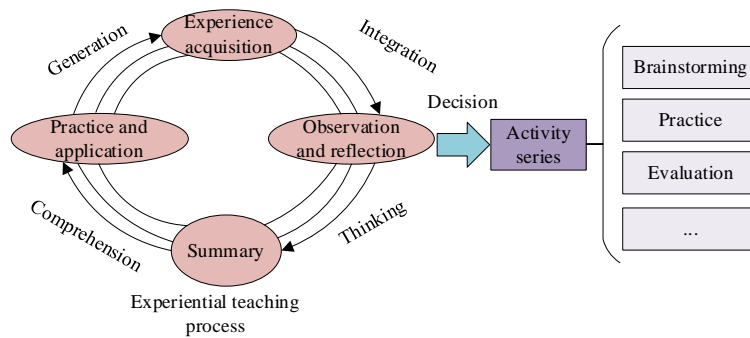 Experience
acquisition
Generation
Integration
Brainstorming
Decision
Practice and
application
Observation
and reflection
Activity
series
Practice
Evaluation
Comprehension
Thinking
Summary
...
Experiential teaching
process